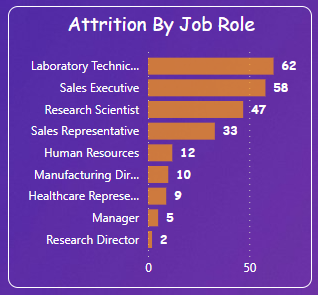 Attrition By Job Role
Laboratory Technic... 62
Sales Executive 58
Research Scientist 47
Sales Representative 33
Human Resources 12
Manufacturing Dir... 10
Healthcare Represe... 9
Manager 5
Research Director 2
0 50